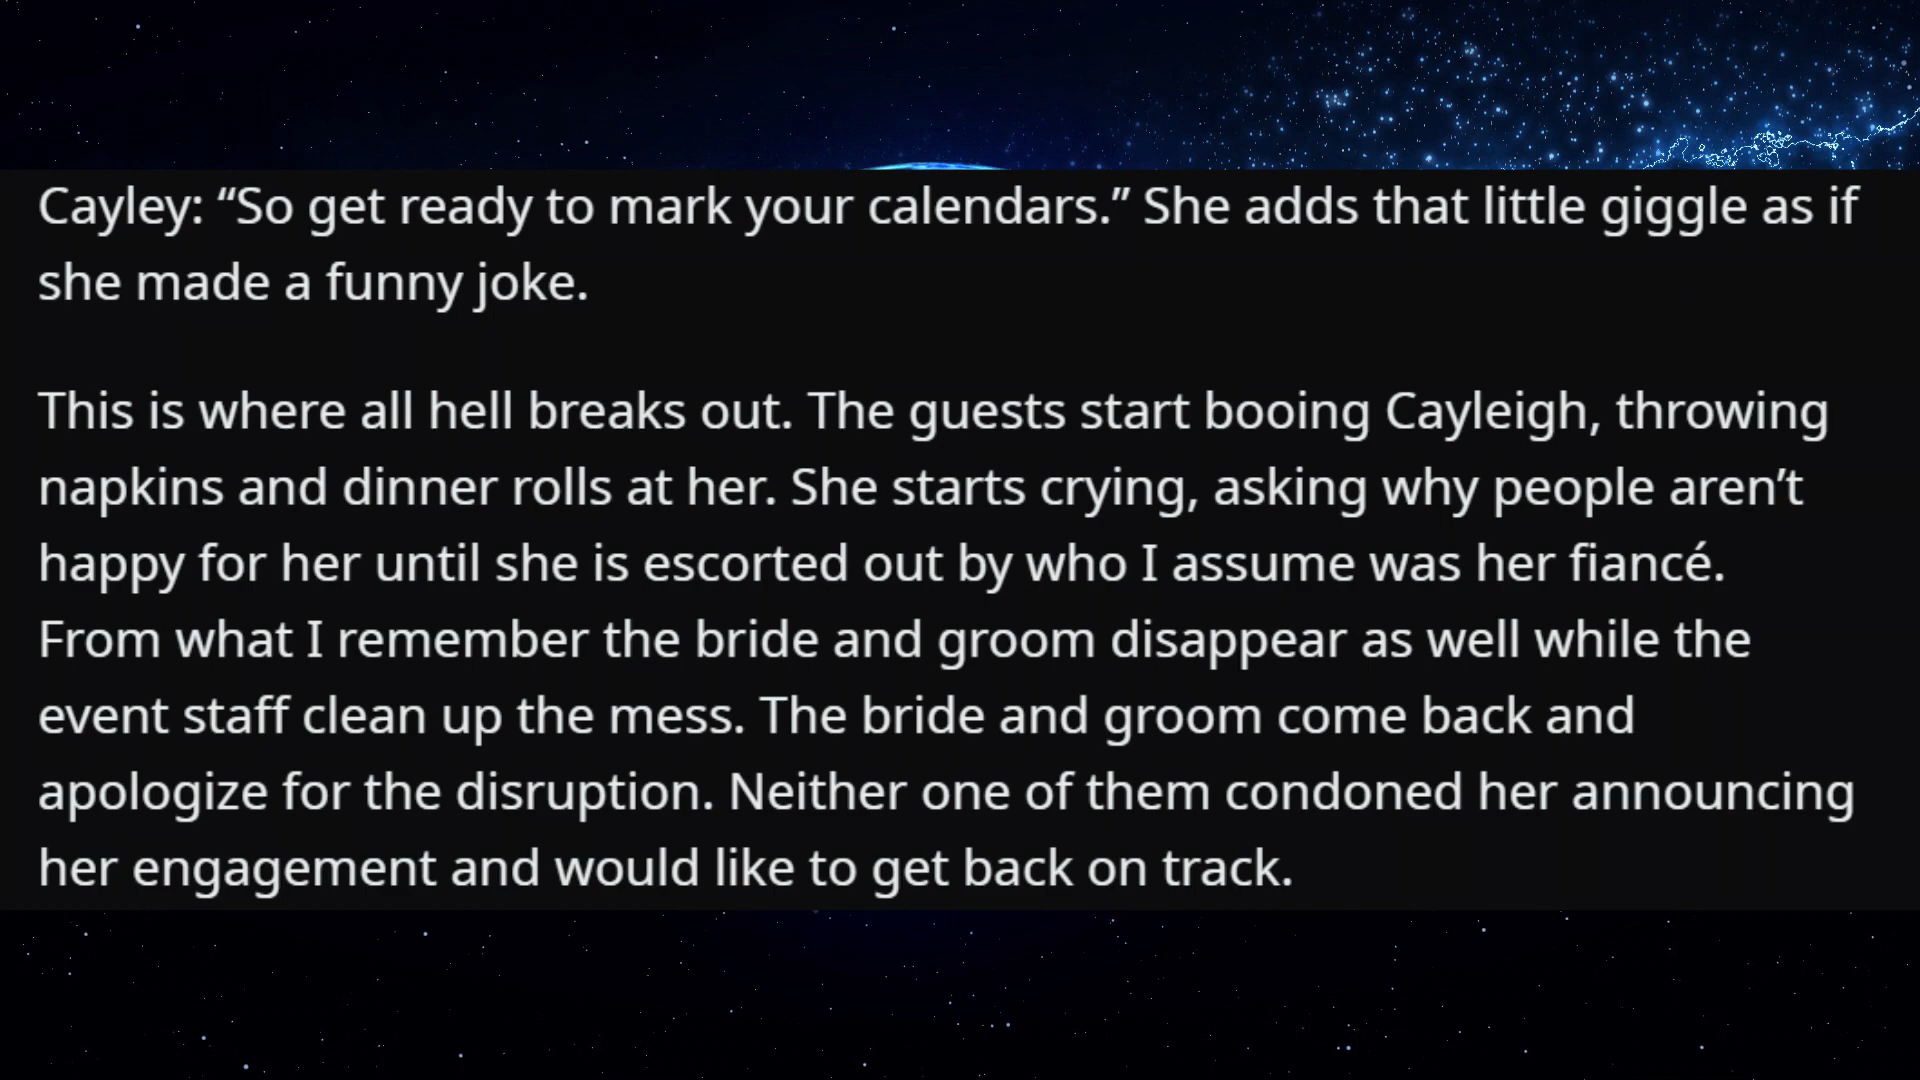 Cayley: “So get ready to mark your calendars.” She adds that little giggle as if
she made a funny joke.
This is where all hell breaks out. The guests start booing Cayleigh, throwing
napkins and dinner rolls at her. She starts crying, asking why people aren’t
happy for her until she is escorted out by who I assume was her fiancé.
From what I remember the bride and groom disappear as well while the
event staff clean up the mess. The bride and groom come back and
apologize for the disruption. Neither one of them condoned her announcing
her engagement and would like to get back on track.